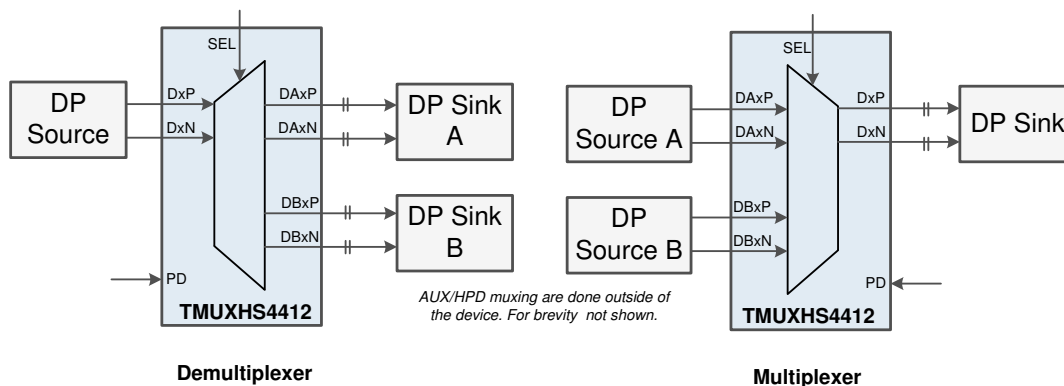 SEL
DP
Source
DxP
DxN
DAxP
DAxN
DP Sink
A
DBxP
DBxN
DP Sink
B
PD
TMUXHS4412
Demultiplexer
AUX/HPD muxing are done outside of
the device. For brevity not shown.
SEL
DP
Source A
DAxP
DAxN
DxP
DxN
DP Sink
DP
Source B
DBxP
DBxN
PD
TMUXHS4412
Multiplexer